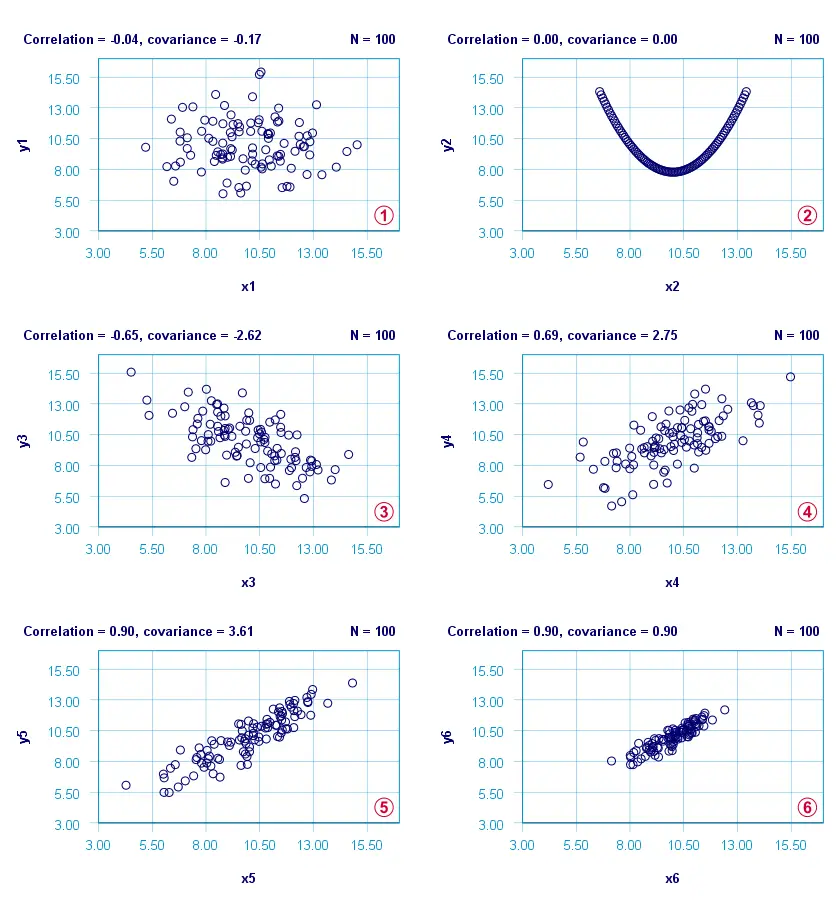 Correlation = -0.04, covariance = -0.17 N = 100
15.50
13.00
10.50
8.00
5.50
3.00
y1
①
3.00 5.50 8.00 10.50 13.00 15.50
x1
Correlation = 0.00, covariance = 0.00 N = 100
15.50
13.00
10.50
8.00
5.50
3.00
y2
②
3.00 5.50 8.00 10.50 13.00 15.50
x2
Correlation = -0.65, covariance = -2.62 N = 100
15.50
13.00
10.50
8.00
5.50
3.00
y3
③
3.00 5.50 8.00 10.50 13.00 15.50
x3
Correlation = 0.69, covariance = 2.75 N = 100
15.50
13.00
10.50
8.00
5.50
3.00
y4
④
3.00 5.50 8.00 10.50 13.00 15.50
x4
Correlation = 0.90, covariance = 3.61 N = 100
15.50
13.00
10.50
8.00
5.50
3.00
y5
⑤
3.00 5.50 8.00 10.50 13.00 15.50
x5
Correlation = 0.90, covariance = 0.90 N = 100
15.50
13.00
10.50
8.00
5.50
3.00
y6
⑥
3.00 5.50 8.00 10.50 13.00 15.50
x6